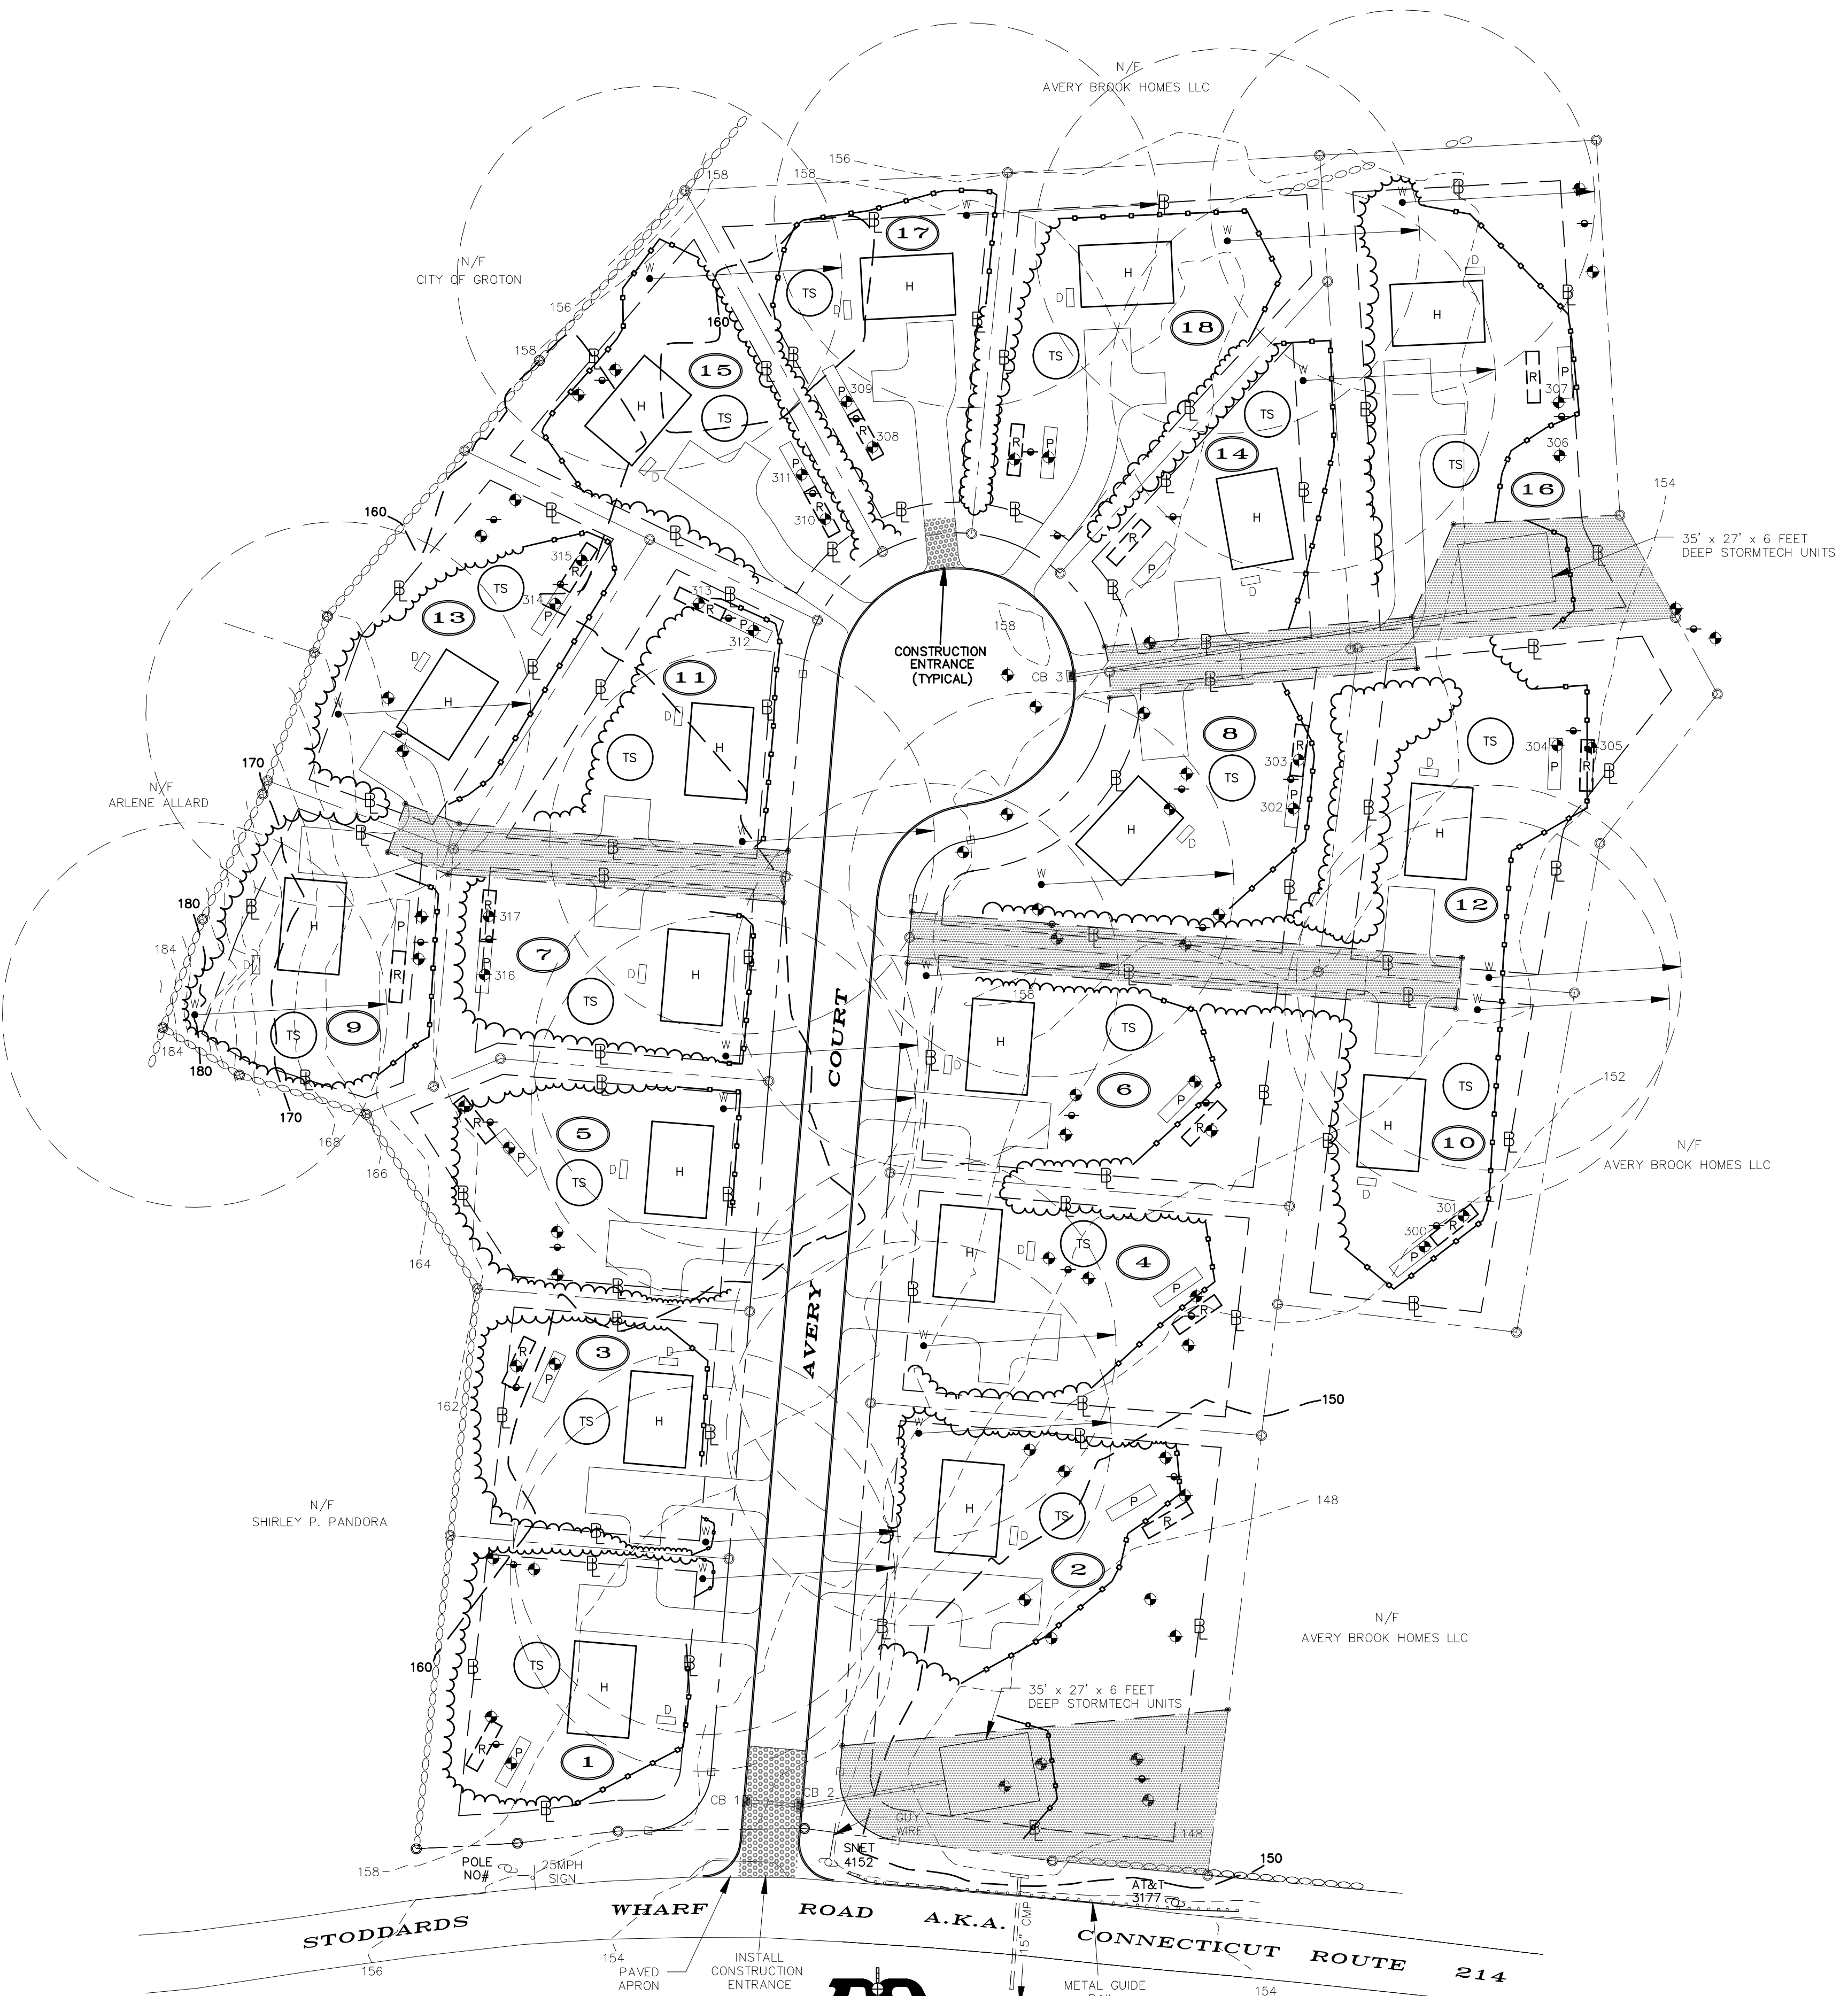 N/F
AVERY BROOK HOMES LLC
156
158
158
N/F
CITY OF GROTON
156
158
160
W
BL
17
H
TS
D
W
BL
18
H
TS
D
W
BL
16
H
TS
D
R
P
307
306
154
35' x 27' x 6 FEET
DEEP STORMTECH UNITS
W
15
H
TS
D
P
309
R
308
P
311
R
310
R
P
W
14
H
TS
D
R
P
160
BL
13
H
TS
D
W
315
R
314
P
313
R
P
312
11
H
TS
D
W
158
CONSTRUCTION
ENTRANCE
(TYPICAL)
CB 3
8
H
TS
D
W
R
303
P
302
12
H
TS
D
W
304
P
R
305
170
N/F
ARLENE ALLARD
180
184
184
180
170
168
166
164
9
H
TS
D
W
P
R
7
H
TS
D
W
R
317
P
316
COURT
6
H
TS
D
W
158
P
R
10
H
TS
D
W
152
301
R
300
P
N/F
AVERY BROOK HOMES LLC
5
H
TS
D
W
R
P
4
H
TS
D
W
P
R
AVERY
3
H
TS
D
W
R
P
162
150
148
2
H
TS
D
W
P
R
N/F
SHIRLEY P. PANDORA
N/F
AVERY BROOK HOMES LLC
160
1
H
TS
D
W
R
P
35' x 27' x 6 FEET
DEEP STORMTECH UNITS
CB 1
CB 2
GUY
WIRE
148
SNET
4152
158
POLE
NO#
25MPH
SIGN
150
AT&T
3177
STODDARDS WHARF ROAD A.K.A. CONNECTICUT ROUTE 214
15" CMP
156
154
PAVED
APRON
INSTALL
CONSTRUCTION
ENTRANCE
METAL GUIDE
154